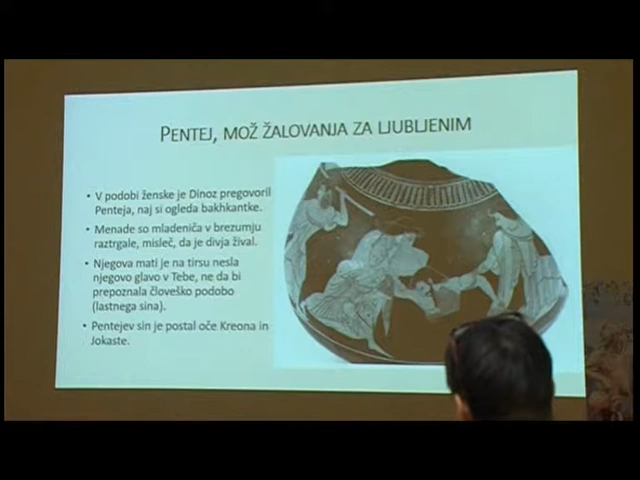 PENTEJ, MOŽ ŽALOVANJA ZA LJUBLJENIM
• V podobi ženske je Dinoz pregovoril
Penteja, naj si ogleda bakhkantke.
• Menade so mladeniča v brezumju
raztrgale, misleč, da je divja žival.
• Njegova mati je na tirsu nesla
njegovo glavo v Tebe, ne da bi
prepoznala človeško podobo
(lastnega sina).
• Pentejev sin je postal oče Kreona in
Jokaste.